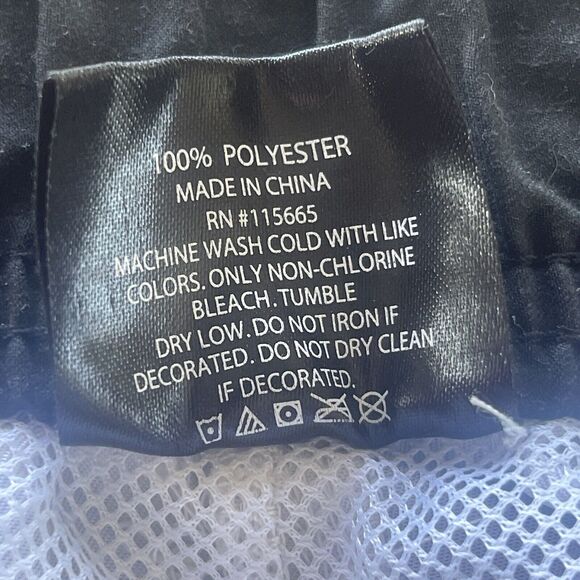 100% POLYESTER
MADE IN CHINA
RN #115665
MACHINE WASH COLD WITH LIKE
COLORS. ONLY NON-CHLORINE
BLEACH. TUMBLE
DRY LOW. DO NOT IRON IF
DECORATED. DO NOT DRY CLEAN
IF DECORATED.